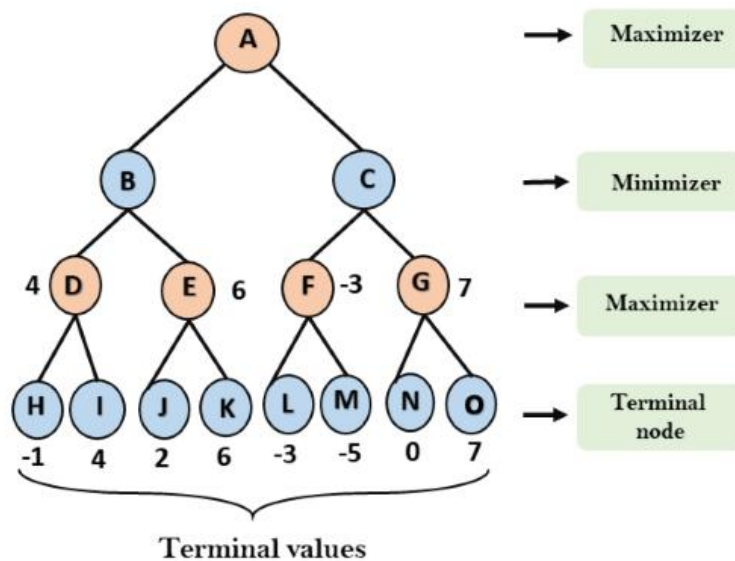 A
Maximizer
B
C
Minimizer
4 D
E 6
F -3
G 7
Maximizer
H I J K L M N O
Terminal
node
-1 4 2 6 -3 -5 0 7
Terminal values